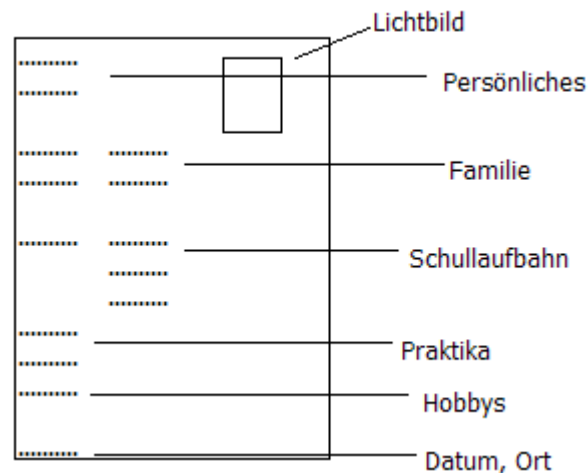 Lichtbild
Persönliches
Familie
Schullaufbahn
Praktika
Hobbys
Datum, Ort